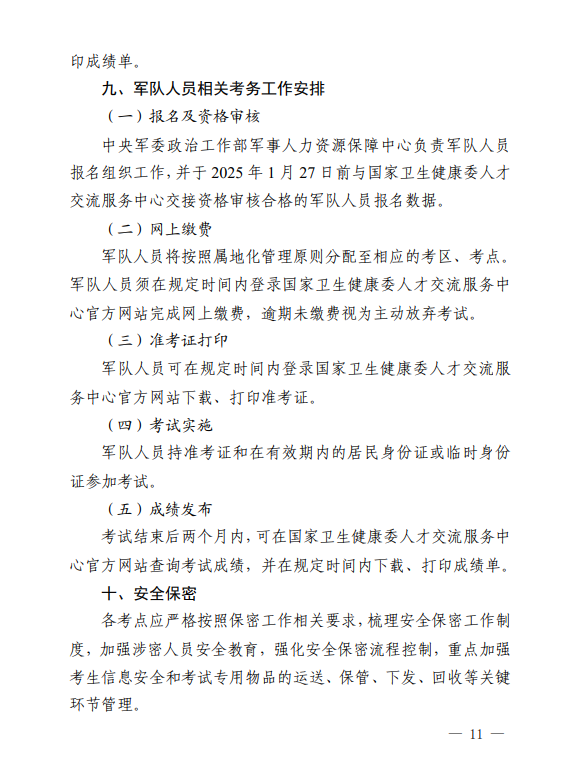 印成绩单。
九、军队人员相关考务工作安排
（一）报名及资格审核
中央军委政治工作部军事人力资源保障中心负责军队人员
报名组织工作，并于 2025 年 1 月 27 日前与国家卫生健康委人才
交流服务中心交接资格审核合格的军队人员报名数据。
（二）网上缴费
军队人员将按照属地化管理原则分配至相应的考区、考点。
军队人员须在规定时间内登录国家卫生健康委人才交流服务中
心官方网站完成网上缴费，逾期未缴费视为主动放弃考试。
（三）准考证打印
军队人员可在规定时间内登录国家卫生健康委人才交流服
务中心官方网站下载、打印准考证。
（四）考试实施
军队人员持准考证和在有效期内的居民身份证或临时身份
证参加考试。
（五）成绩发布
考试结束后两个月内，可在国家卫生健康委人才交流服务中
心官方网站查询考试成绩，并在规定时间内下载、打印成绩单。
十、安全保密
各考点应严格按照保密工作相关要求，梳理安全保密工作制
度，加强涉密人员安全教育，强化安全保密流程控制，重点加强
考生信息安全和考试专用物品的运送、保管、下发、回收等关键
环节管理。
— 11 —